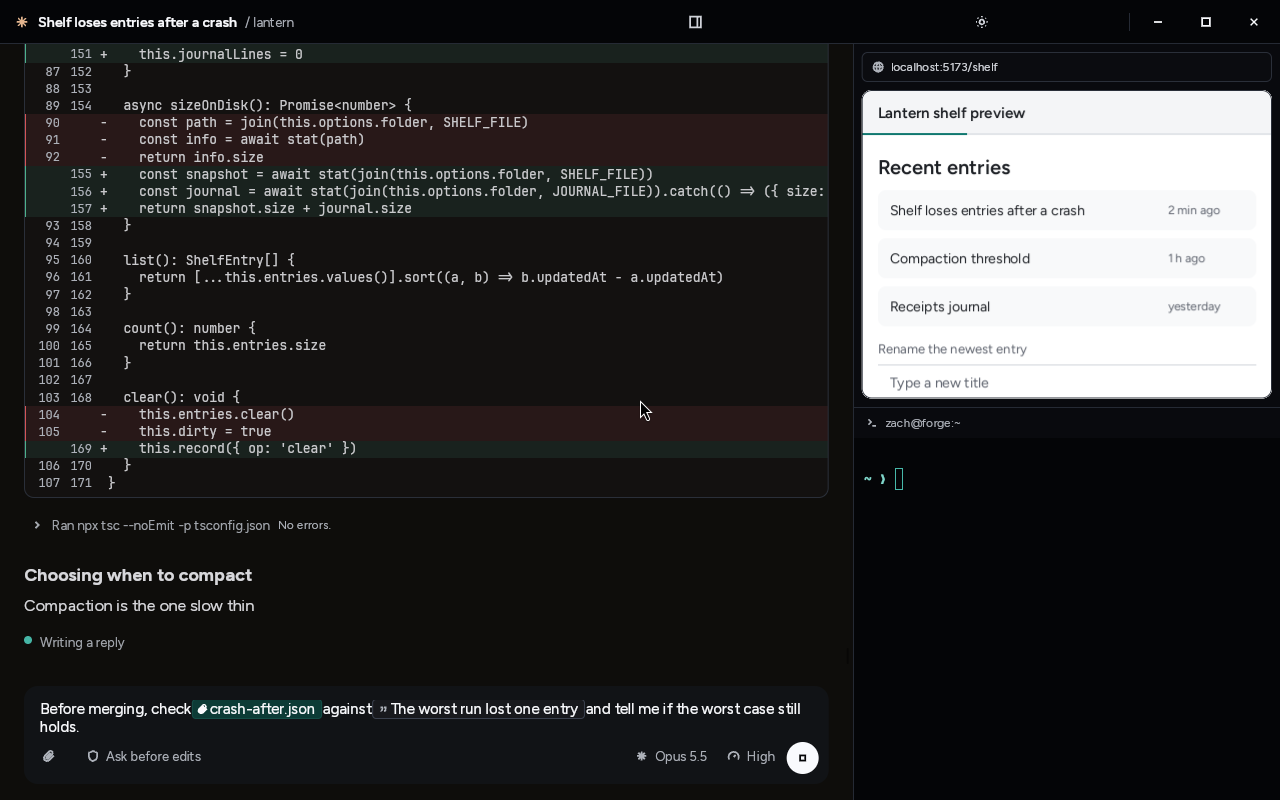 Shelf loses entries after a crash / lantern
151 + this.journalLines = 0
87 152 }
88 153
89 154 async sizeOnDisk(): Promise<number> {
90 - const path = join(this.options.folder, SHELF_FILE)
91 - const info = await stat(path)
92 - return info.size
155 + const snapshot = await stat(join(this.options.folder, SHELF_FILE))
156 + const journal = await stat(join(this.options.folder, JOURNAL_FILE)).catch(() => ({ size:
157 + return snapshot.size + journal.size
93 158 }
94 159
95 160 list(): ShelfEntry[] {
96 161 return [...this.entries.values()].sort((a, b) => b.updatedAt - a.updatedAt)
97 162 }
98 163
99 164 count(): number {
100 165 return this.entries.size
101 166 }
102 167
103 168 clear(): void {
104 - this.entries.clear()
105 - this.dirty = true
169 + this.record({ op: 'clear' })
106 170 }
107 171 }
Ran npx tsc --noEmit -p tsconfig.json No errors.
Choosing when to compact
Compaction is the one slow thin
Writing a reply
Before merging, check crash-after.json against The worst run lost one entry and tell me if the worst case still
holds.
Ask before edits
Opus 5.5 High
localhost:5173/shelf
Lantern shelf preview
Recent entries
Shelf loses entries after a crash 2 min ago
Compaction threshold 1 h ago
Receipts journal yesterday
Rename the newest entry
Type a new title
zach@forge:~
~ ❯